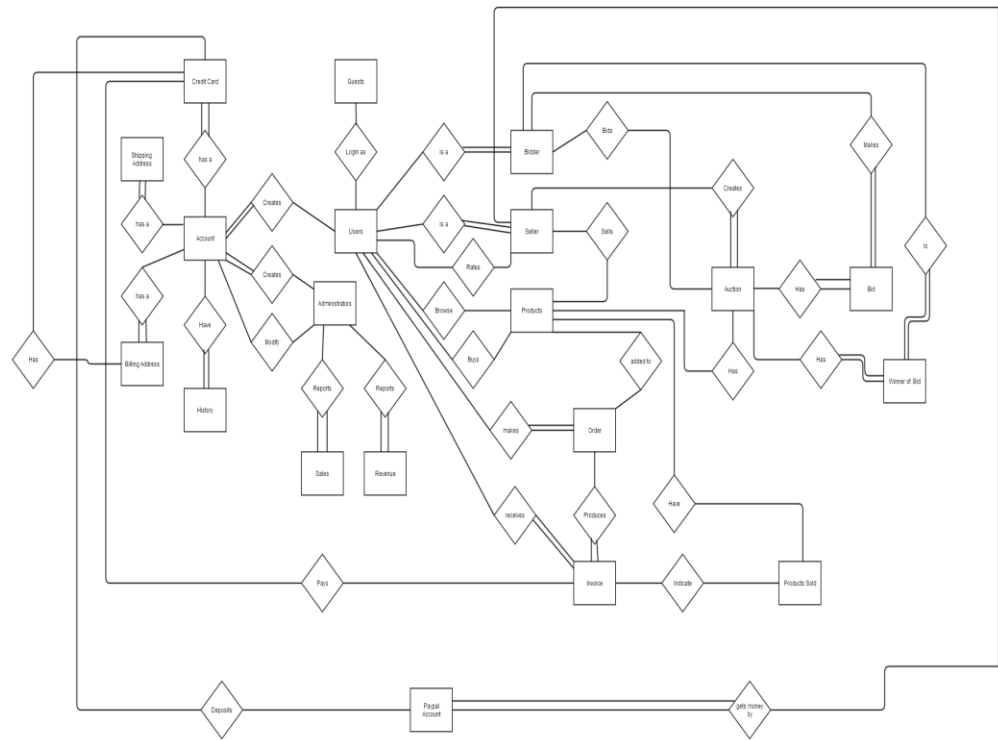 Credit Card
Guests
Shipping
Address
has a
Login as
is a
Bidder
Bids
Makes
Creates
Creates
has a
Account
Users
is a
Seller
Sells
Is
Rates
Creates
Auction
Has
Bid
has a
Administrators
Browse
Products
Have
Modify
Buys
added to
Has
Has
Has
Billing Address
Winner of Bid
Reports
Reports
History
makes
Order
Sales
Revenue
receives
Produces
Have
Pays
Invoice
Indicate
Products Sold
Deposits
Paypal
Account
gets money
by